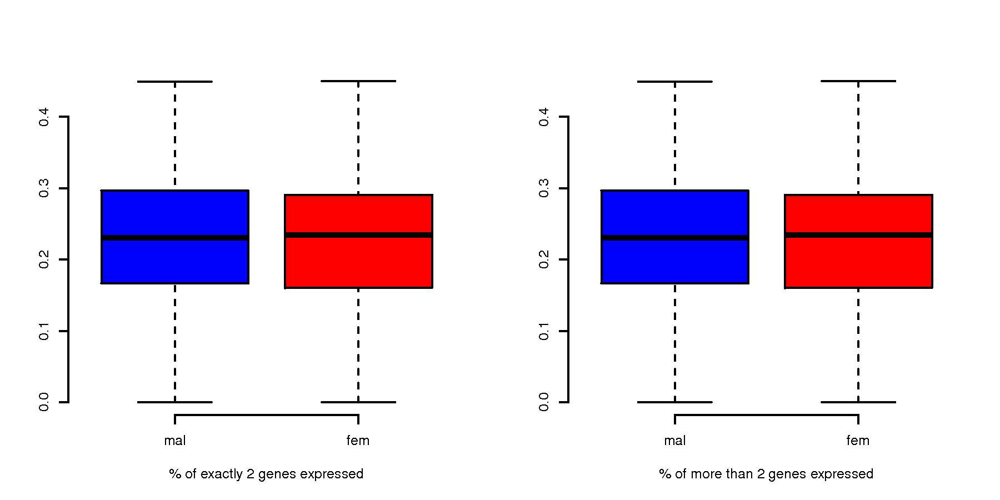 0.4
0.3
0.2
0.1
0.0
mal fem
% of exactly 2 genes expressed
0.4
0.3
0.2
0.1
0.0
mal fem
% of more than 2 genes expressed